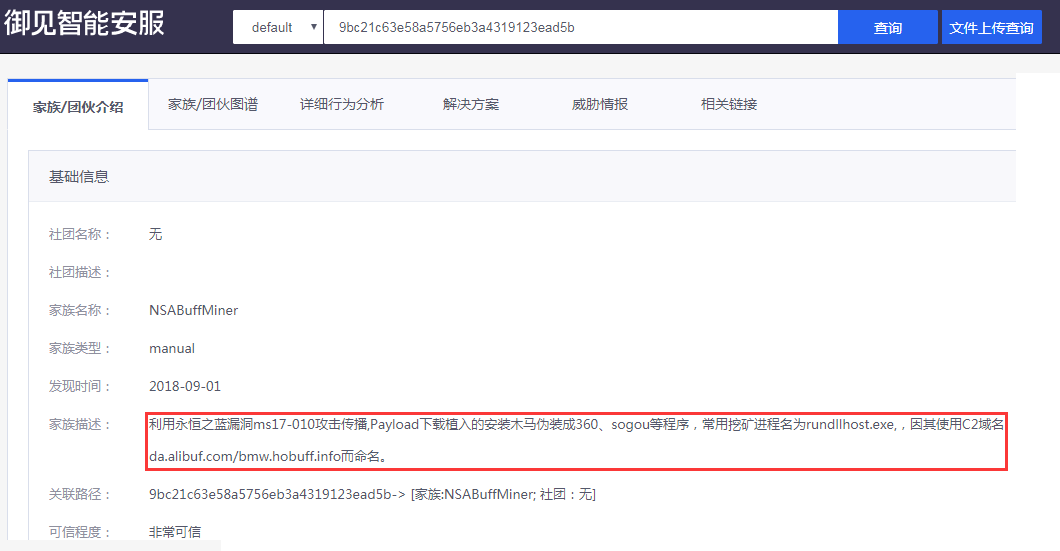 御见智能安服
default
9bc21c63e58a5756eb3a4319123ead5b
查询
文件上传查询
家族/团伙介绍
家族/团伙图谱
详细行为分析
解决方案
威胁情报
相关链接
基础信息
社团名称： 无
社团描述：
家族名称： NSABuffMiner
家族类型： manual
发现时间： 2018-09-01
家族描述： 利用永恒之蓝漏洞ms17-010攻击传播,Payload下载植入的安装木马伪装成360、sogou等程序，常用挖矿进程名为rundllhost.exe,，因其使用C2域名
da.alibuf.com/bmw.hobuff.info而命名。
关联路径： 9bc21c63e58a5756eb3a4319123ead5b-> [家族:NSABuffMiner; 社团：无]
可信程度： 非常可信